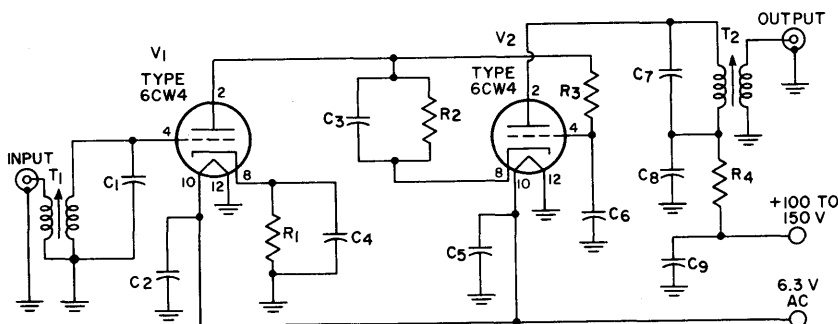 OUTPUT
V1
V2
T2
TYPE
6CW4
TYPE
6CW4
2
2
C7
R3
C3
R2
4
4
INPUT
T1
C1
10
12
8
8
10
12
C8
R4
C6
+100 TO
150 V
R1
C4
C2
C5
C9
6.3 V
AC